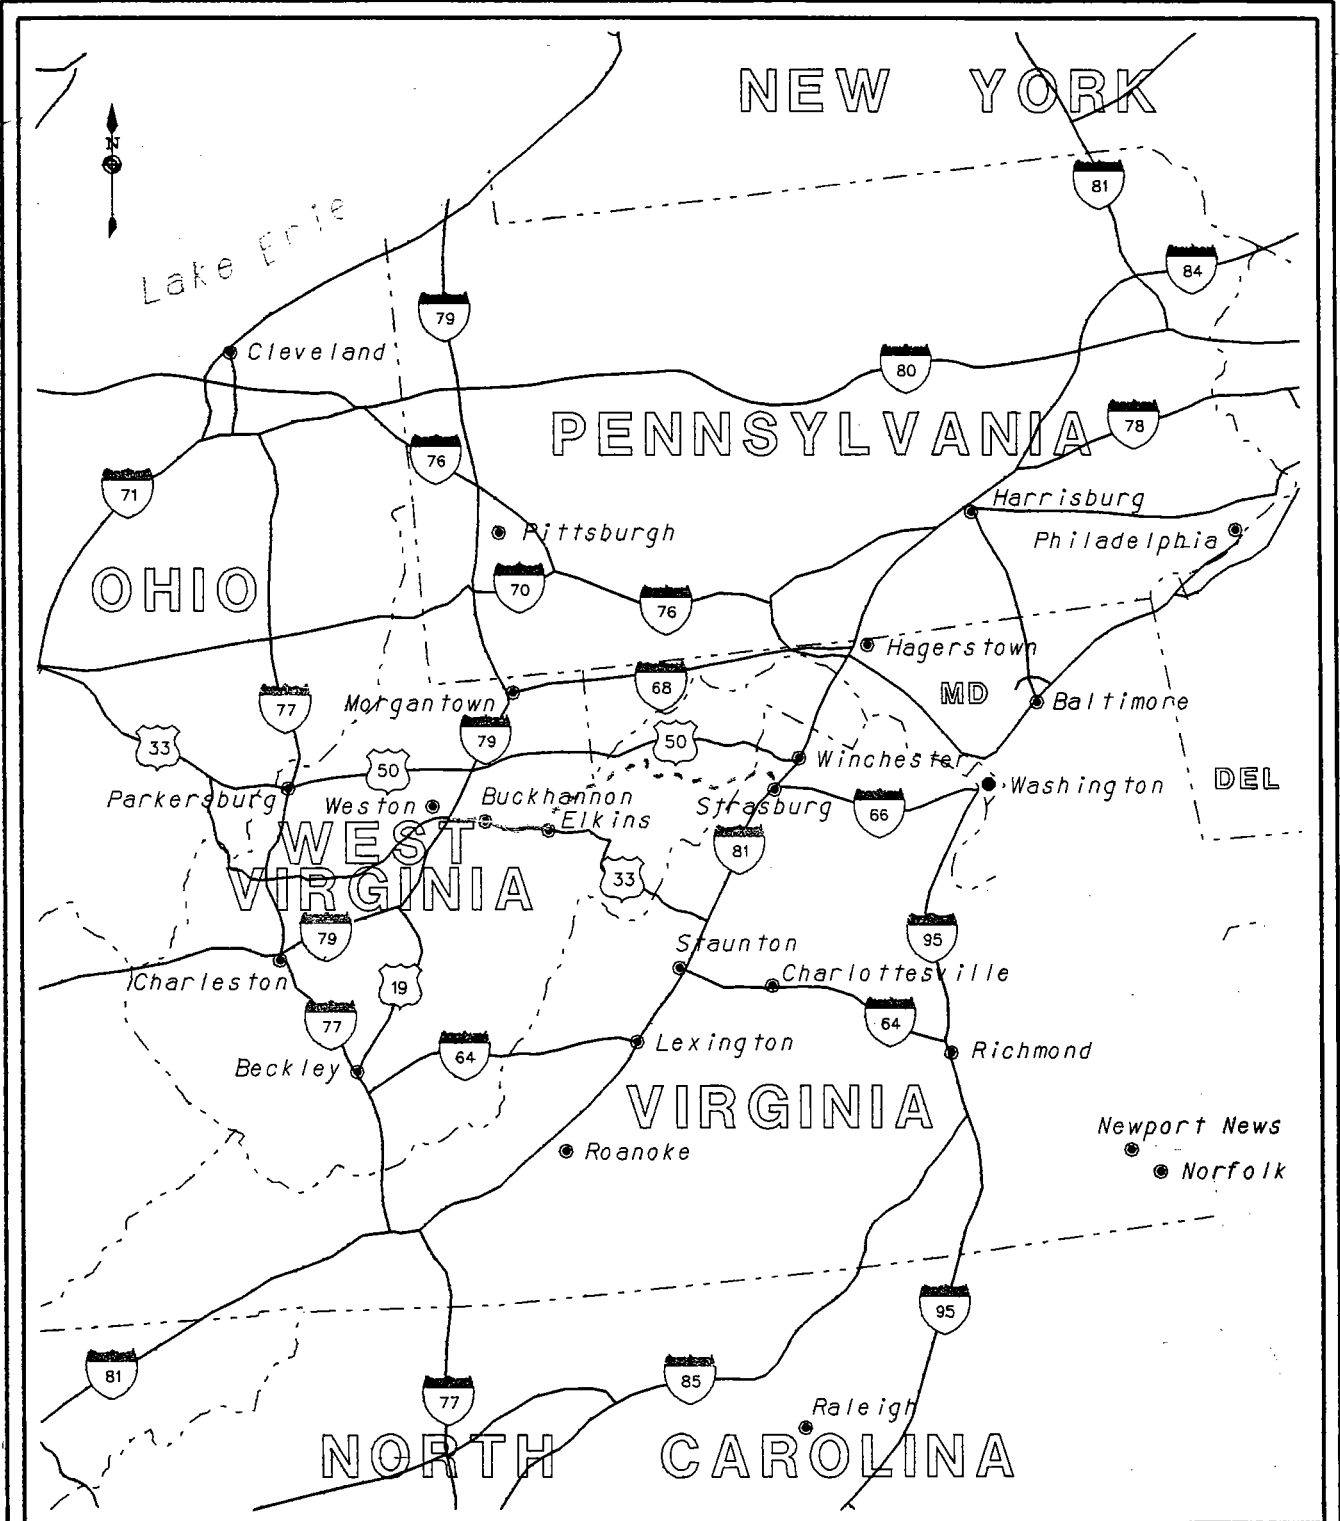 NEW YORK
N
81
Lake Erie
84
79
Cleveland
80
PENNSYLVANIA
78
76
71
Harrisburg
Pittsburgh
Philadelphia
OHIO
70
76
Hagerstown
68
MD
Morgantown
77
Baltimore
33
79
50
50
Winchester
DEL
Parkersburg
Weston
Buckhannon
Strasburg
Washington
Elkins
66
WEST
VIRGINIA
81
33
79
95
Staunton
Charleston
19
Charlottesville
77
64
64
Lexington
Richmond
Beckley
VIRGINIA
Newport News
Roanoke
Norfolk
95
81
85
77
Raleigh
NORTH CAROLINA